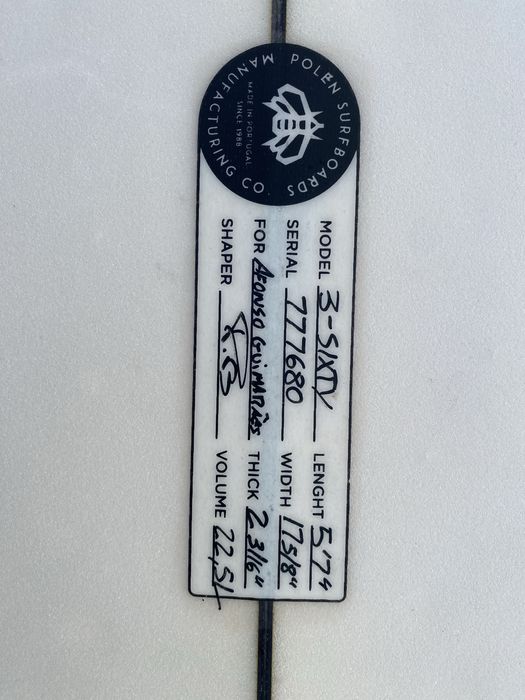 POLEN SURFBOARDS
MANUFACTURING CO.
MADE IN PORTUGAL
SINCE 1988
MODEL 3-SIXTY LENGHT 5'7"
SERIAL 777680 WIDTH 17 5/8"
FOR AFONSO GUIMARÃES THICK 2 3/16"
SHAPER VOLUME 22,5L